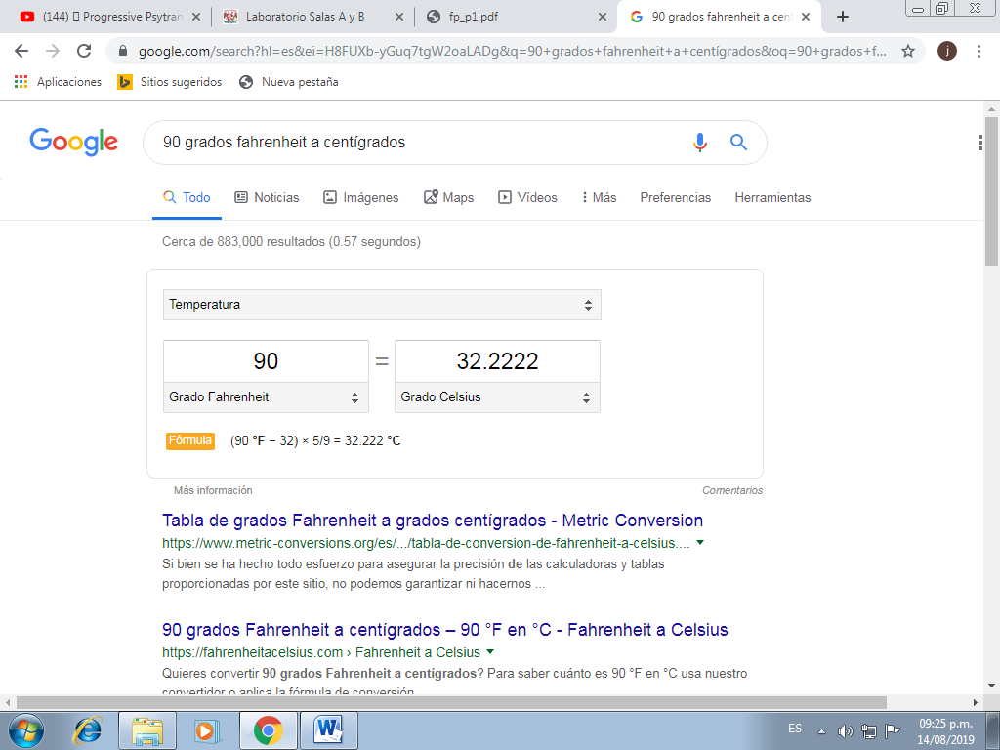 (144) Progressive Psytran
Laboratorio Salas A y B
fp_p1.pdf
90 grados fahrenheit a cen
google.com/search?hl=es&ei=H8FUXb-yGuq7tgW2oaLADg&q=90+grados+fahrenheit+a+centígrados&oq=90+grados+f...
j
Aplicaciones
Sitios sugeridos
Nueva pestaña
Google
90 grados fahrenheit a centígrados
Todo
Noticias
Imágenes
Maps
Vídeos
Más
Preferencias
Herramientas
Cerca de 883,000 resultados (0.57 segundos)
Temperatura
90 = 32.2222
Grado Fahrenheit
Grado Celsius
Fórmula (90 °F − 32) × 5/9 = 32.222 °C
Más información
Comentarios
Tabla de grados Fahrenheit a grados centígrados - Metric Conversion
https://www.metric-conversions.org/es/.../tabla-de-conversion-de-fahrenheit-a-celsius....
Si bien se ha hecho todo esfuerzo para asegurar la precisión de las calculadoras y tablas
proporcionadas por este sitio, no podemos garantizar ni hacernos ...
90 grados Fahrenheit a centígrados – 90 °F en °C - Fahrenheit a Celsius
https://fahrenheitacelsius.com › Fahrenheit a Celsius
Quieres convertir 90 grados Fahrenheit a centígrados? Para saber cuánto es 90 °F en °C usa nuestro
convertidor o aplica la fórmula de conversión
ES
09:25 p.m.
14/08/2019